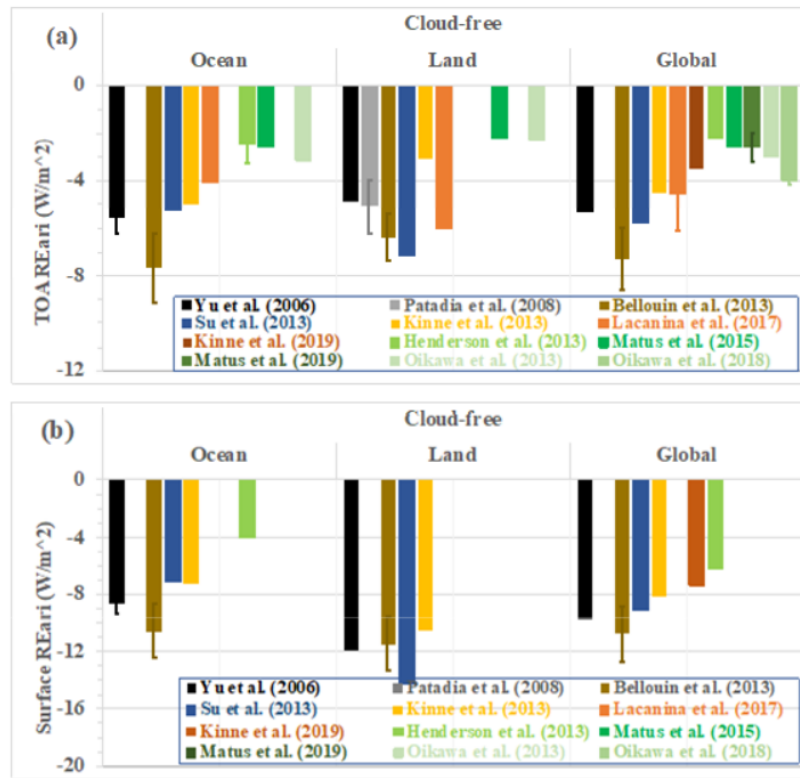 (a)
Cloud-free
Ocean Land Global
TOAREari (W/m^2)
0
-4
-8
-12
Yu et al. (2006) Patadia et al. (2008) Bellouin et al. (2013)
Su et al. (2013) Kinne et al. (2013) Lacanina et al. (2017)
Kinne et al. (2019) Henderson et al. (2013) Matus et al. (2015)
Matus et al. (2019) Oikawa et al. (2013) Oikawa et al. (2018)
(b)
Cloud-free
Ocean Land Global
Surface REari (W/m^2)
0
-4
-8
-12
-16
-20
Yu et al. (2006) Patadia et al. (2008) Bellouin et al. (2013)
Su et al. (2013) Kinne et al. (2013) Lacanina et al. (2017)
Kinne et al. (2019) Henderson et al. (2013) Matus et al. (2015)
Matus et al. (2019) Oikawa et al. (2013) Oikawa et al. (2018)